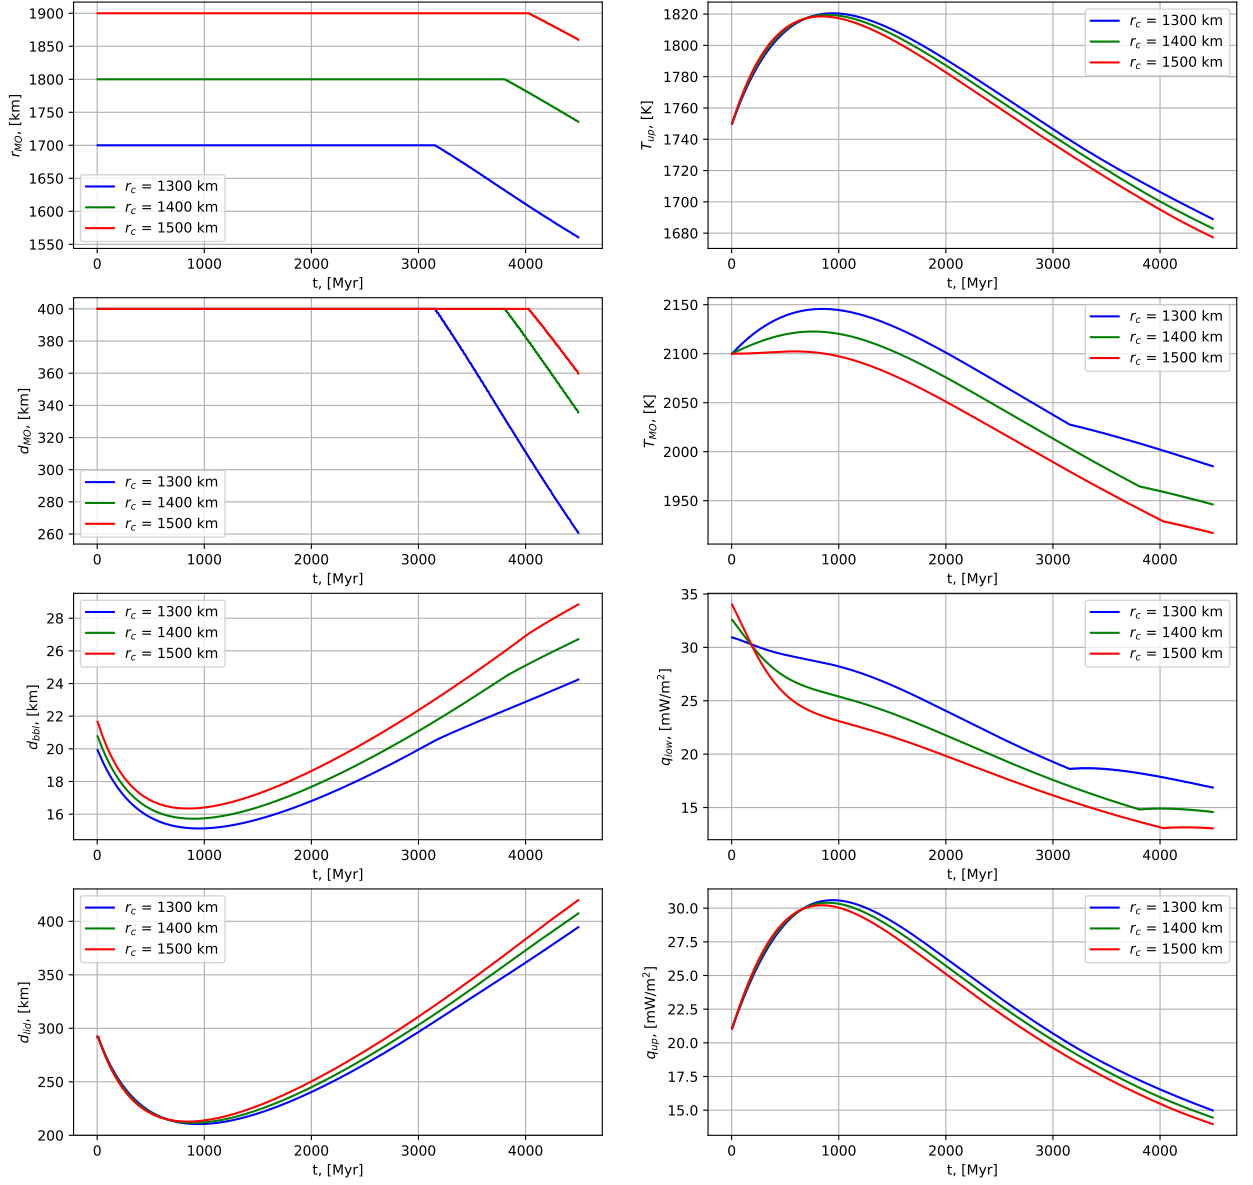 1900
1850
1800
1750
1700
1650
1600
1550
r_MO, [km]
r_c = 1300 km
r_c = 1400 km
r_c = 1500 km
0 1000 2000 3000 4000
t, [Myr]
1820
1800
1780
1760
1740
1720
1700
1680
T_up, [K]
r_c = 1300 km
r_c = 1400 km
r_c = 1500 km
0 1000 2000 3000 4000
t, [Myr]
400
380
360
340
320
300
280
260
d_MO, [km]
r_c = 1300 km
r_c = 1400 km
r_c = 1500 km
0 1000 2000 3000 4000
t, [Myr]
2150
2100
2050
2000
1950
T_MO, [K]
r_c = 1300 km
r_c = 1400 km
r_c = 1500 km
0 1000 2000 3000 4000
t, [Myr]
28
26
24
22
20
18
16
d_bbl, [km]
r_c = 1300 km
r_c = 1400 km
r_c = 1500 km
0 1000 2000 3000 4000
t, [Myr]
35
30
25
20
15
q_low, [mW/m²]
r_c = 1300 km
r_c = 1400 km
r_c = 1500 km
0 1000 2000 3000 4000
t, [Myr]
400
350
300
250
200
d_lid, [km]
r_c = 1300 km
r_c = 1400 km
r_c = 1500 km
0 1000 2000 3000 4000
t, [Myr]
30.0
27.5
25.0
22.5
20.0
17.5
15.0
q_up, [mW/m²]
r_c = 1300 km
r_c = 1400 km
r_c = 1500 km
0 1000 2000 3000 4000
t, [Myr]